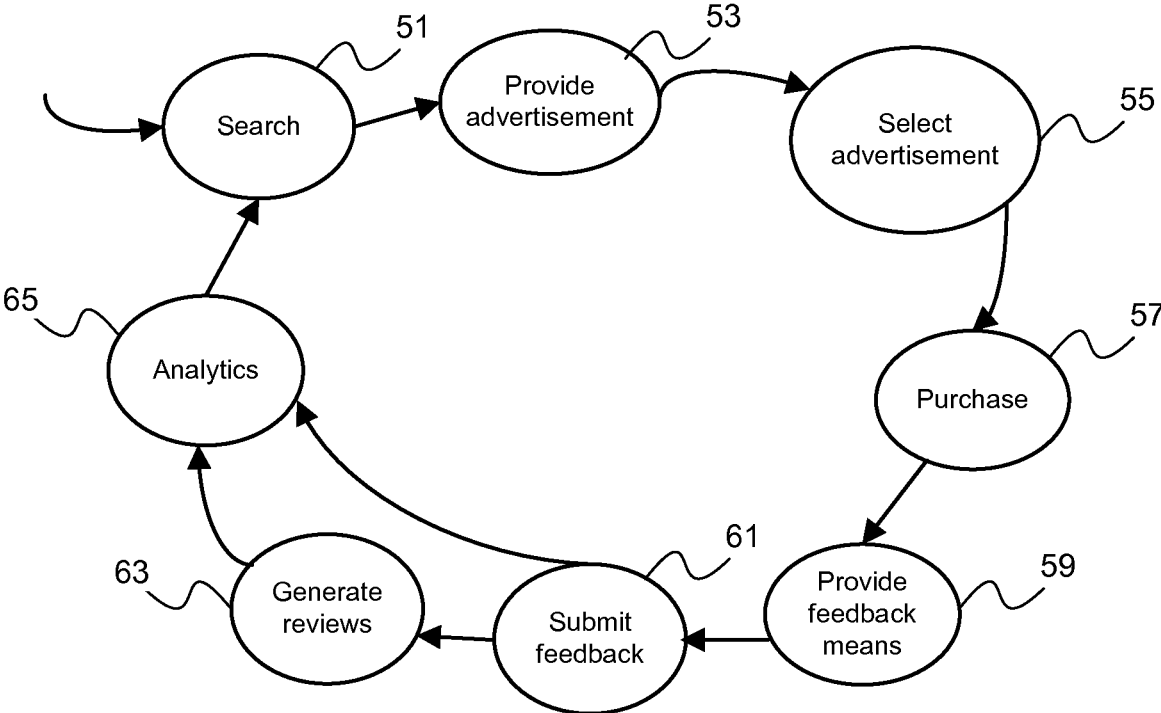 51
Search
53
Provide
advertisement
55
Select
advertisement
57
Purchase
59
Provide
feedback
means
61
Submit
feedback
63
Generate
reviews
65
Analytics